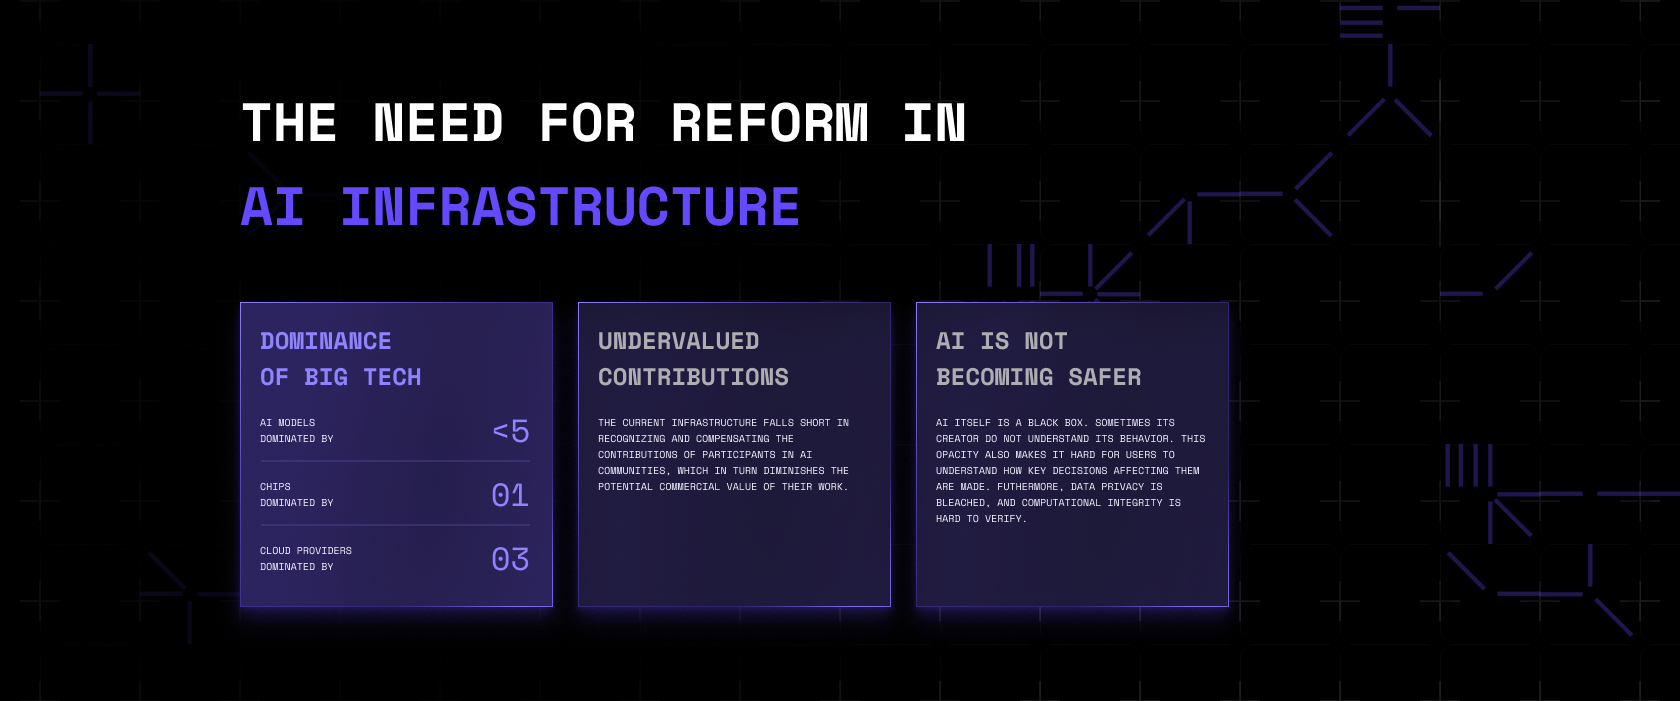 THE NEED FOR REFORM IN
AI INFRASTRUCTURE
DOMINANCE
OF BIG TECH
AI MODELS
DOMINATED BY
<5
CHIPS
DOMINATED BY
01
CLOUD PROVIDERS
DOMINATED BY
03
UNDERVALUED
CONTRIBUTIONS
THE CURRENT INFRASTRUCTURE FALLS SHORT IN
RECOGNIZING AND COMPENSATING THE
CONTRIBUTIONS OF PARTICIPANTS IN AI
COMMUNITIES, WHICH IN TURN DIMINISHES THE
POTENTIAL COMMERCIAL VALUE OF THEIR WORK.
AI IS NOT
BECOMING SAFER
AI ITSELF IS A BLACK BOX. SOMETIMES ITS
CREATOR DO NOT UNDERSTAND ITS BEHAVIOR. THIS
OPACITY ALSO MAKES IT HARD FOR USERS TO
UNDERSTAND HOW KEY DECISIONS AFFECTING THEM
ARE MADE. FUTHERMORE, DATA PRIVACY IS
BLEACHED, AND COMPUTATIONAL INTEGRITY IS
HARD TO VERIFY.